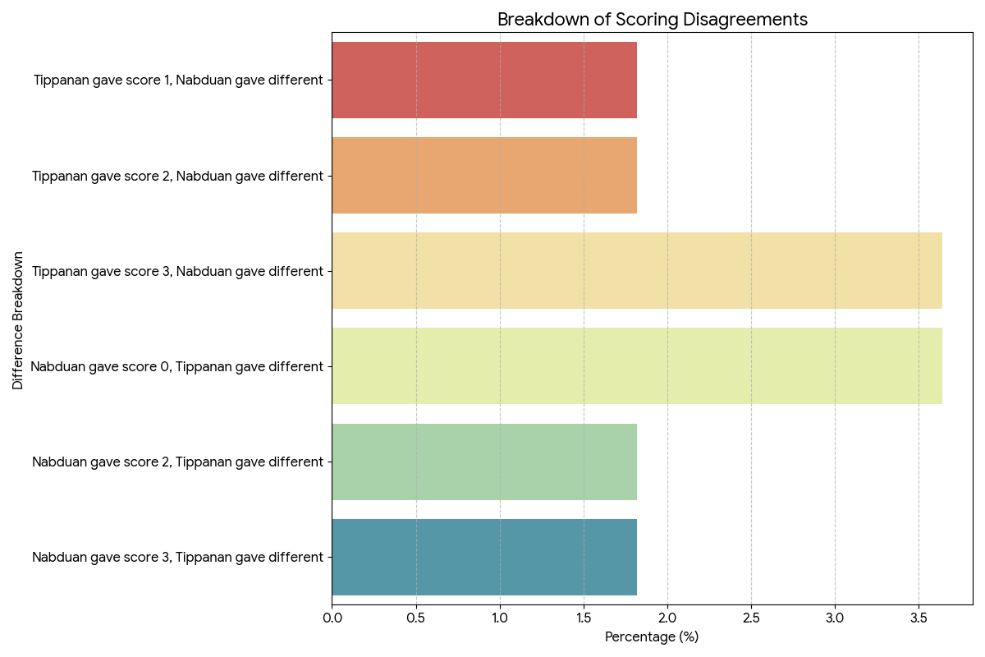 Breakdown of Scoring Disagreements
Tippanan gave score 1, Nabduan gave different
Tippanan gave score 2, Nabduan gave different
Tippanan gave score 3, Nabduan gave different
Nabduan gave score 0, Tippanan gave different
Nabduan gave score 2, Tippanan gave different
Nabduan gave score 3, Tippanan gave different
Difference Breakdown
0.0 0.5 1.0 1.5 2.0 2.5 3.0 3.5
Percentage (%)